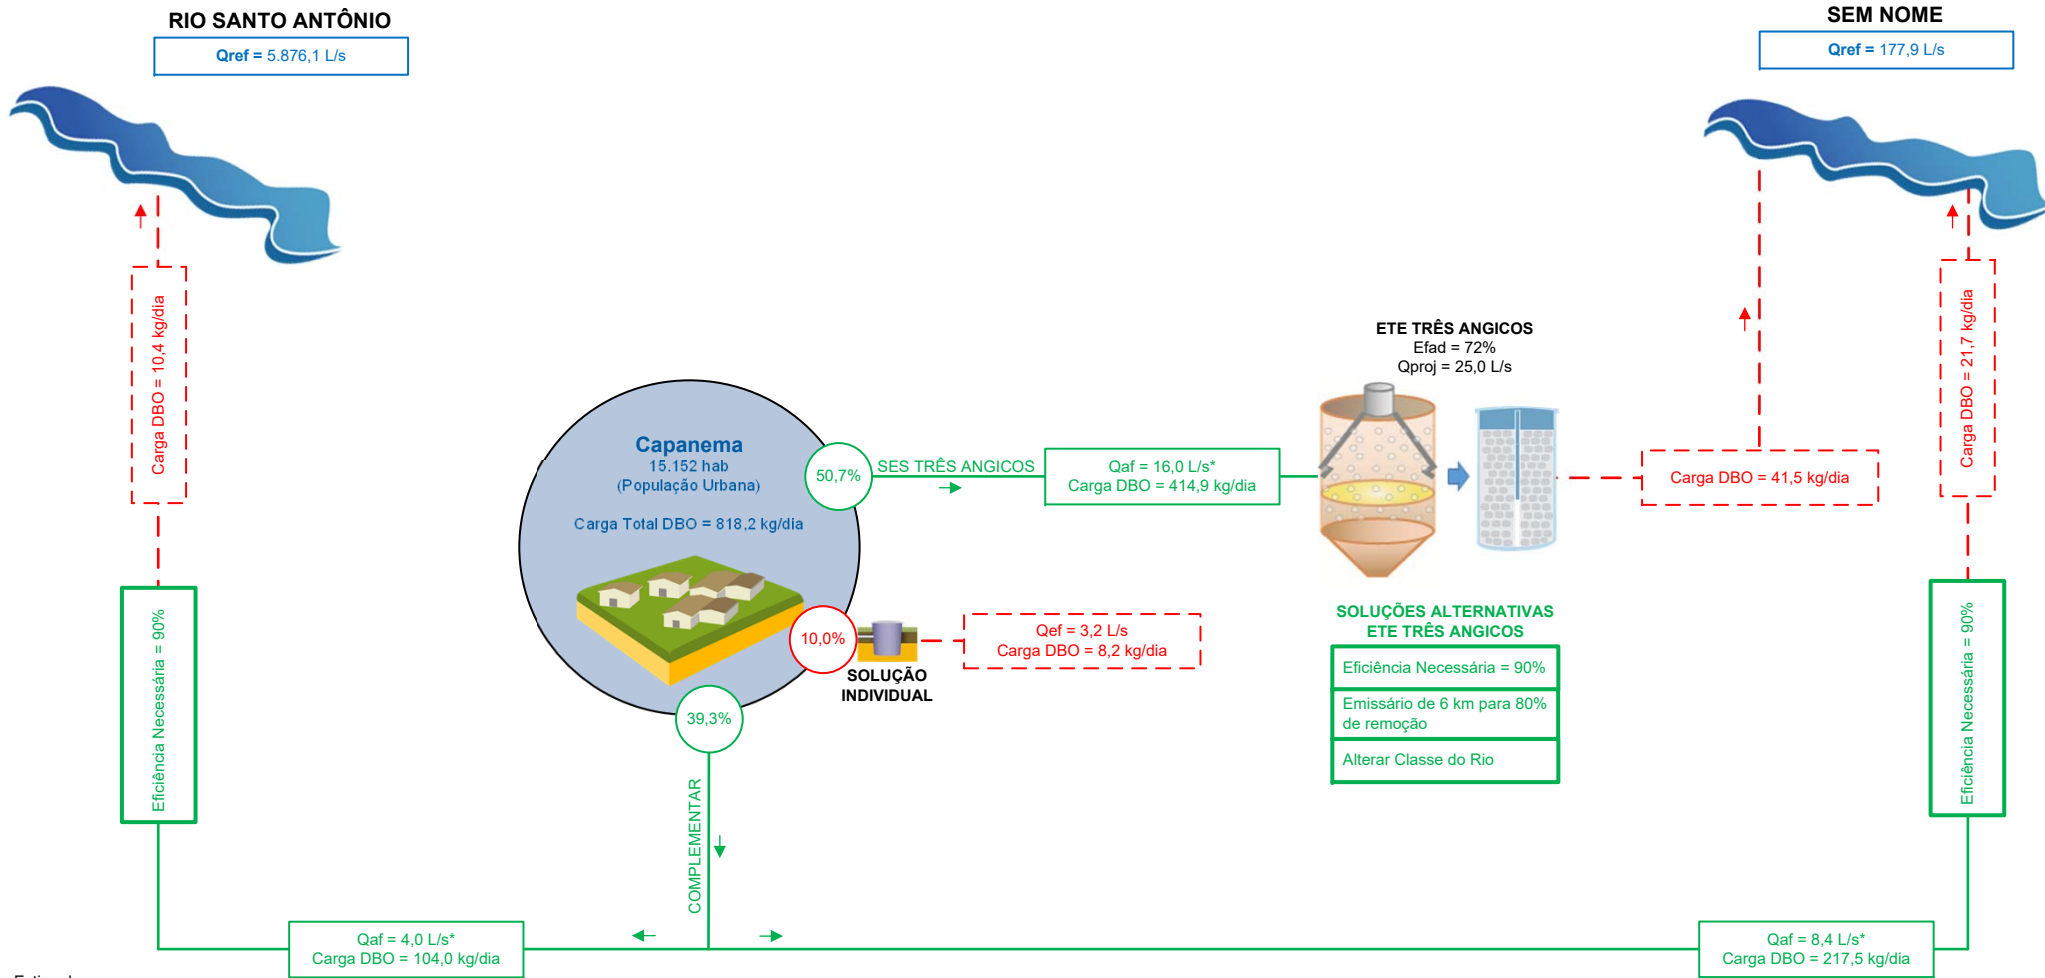 RIO SANTO ANTÔNIO
Qref = 5.876,1 L/s
SEM NOME
Qref = 177,9 L/s
Carga DBO = 10,4 kg/dia
Eficiência Necessária = 90%
Capanema
15.152 hab
(População Urbana)
Carga Total DBO = 818,2 kg/dia
50,7%
SES TRÊS ANGICOS
Qaf = 16,0 L/s*
Carga DBO = 414,9 kg/dia
ETE TRÊS ANGICOS
Efad = 72%
Qproj = 25,0 L/s
Carga DBO = 41,5 kg/dia
Carga DBO = 21,7 kg/dia
Eficiência Necessária = 90%
10,0%
SOLUÇÃO
INDIVIDUAL
Qef = 3,2 L/s
Carga DBO = 8,2 kg/dia
SOLUÇÕES ALTERNATIVAS
ETE TRÊS ANGICOS
Eficiência Necessária = 90%
Emissário de 6 km para 80%
de remoção
Alterar Classe do Rio
39,3%
COMPLEMENTAR
Qaf = 4,0 L/s*
Carga DBO = 104,0 kg/dia
Qaf = 8,4 L/s*
Carga DBO = 217,5 kg/dia